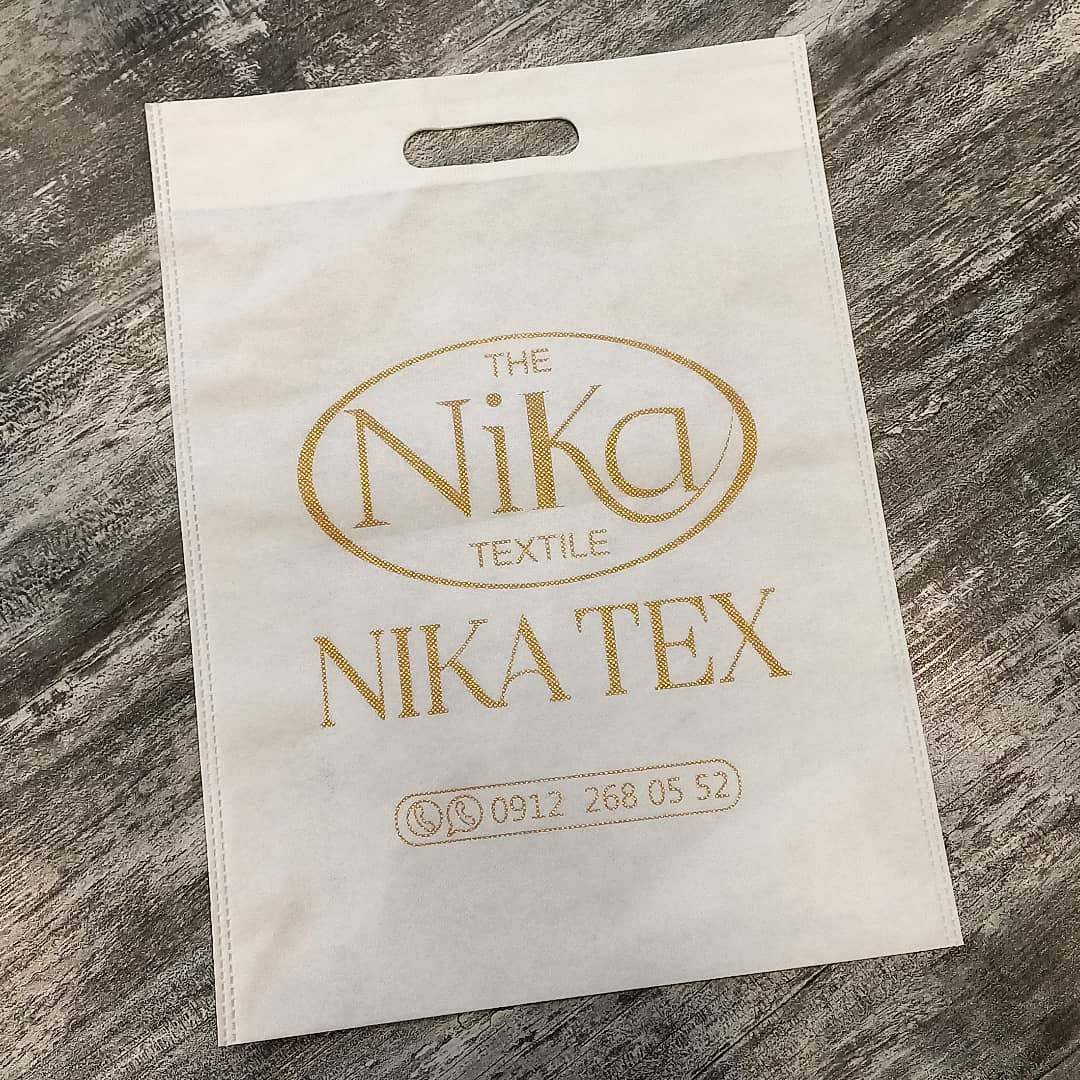 THE
NiKa
TEXTILE
NIKA TEX
0912 268 05 52